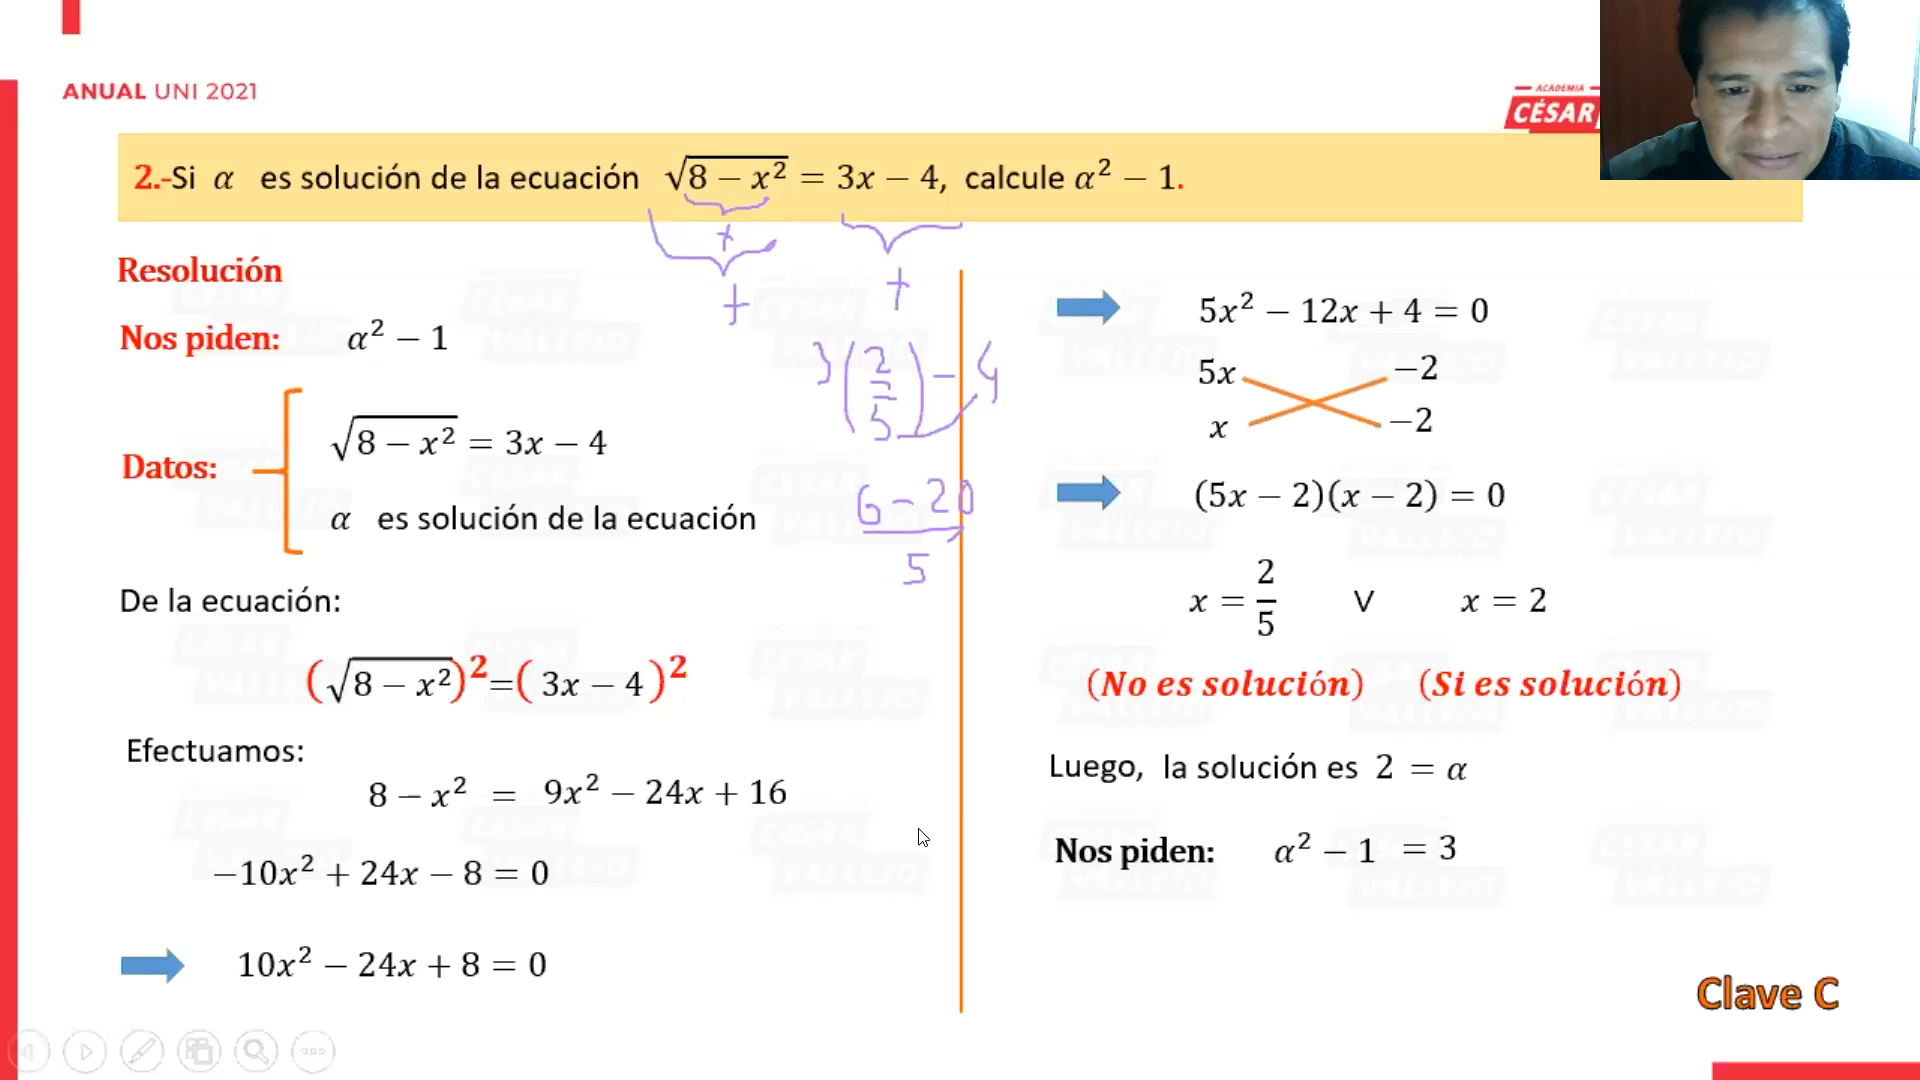 ANUAL UNI 2021
ACADEMIA
CÉSAR
2.-Si α es solución de la ecuación √(8 − x²) = 3x − 4, calcule α² − 1.
+
+
+
Resolución
Nos piden: α² − 1
Datos:
√(8 − x²) = 3x − 4
α es solución de la ecuación
3(2/5) − 4
(6 − 20)/5
De la ecuación:
(√(8 − x²))²=( 3x − 4 )²
Efectuamos:
8 − x² = 9x² − 24x + 16
−10x² + 24x − 8 = 0
10x² − 24x + 8 = 0
5x² − 12x + 4 = 0
5x −2
x −2
(5x − 2)(x − 2) = 0
x = 2/5 ∨ x = 2
(No es solución) (Si es solución)
Luego, la solución es 2 = α
Nos piden: α² − 1 = 3
Clave C